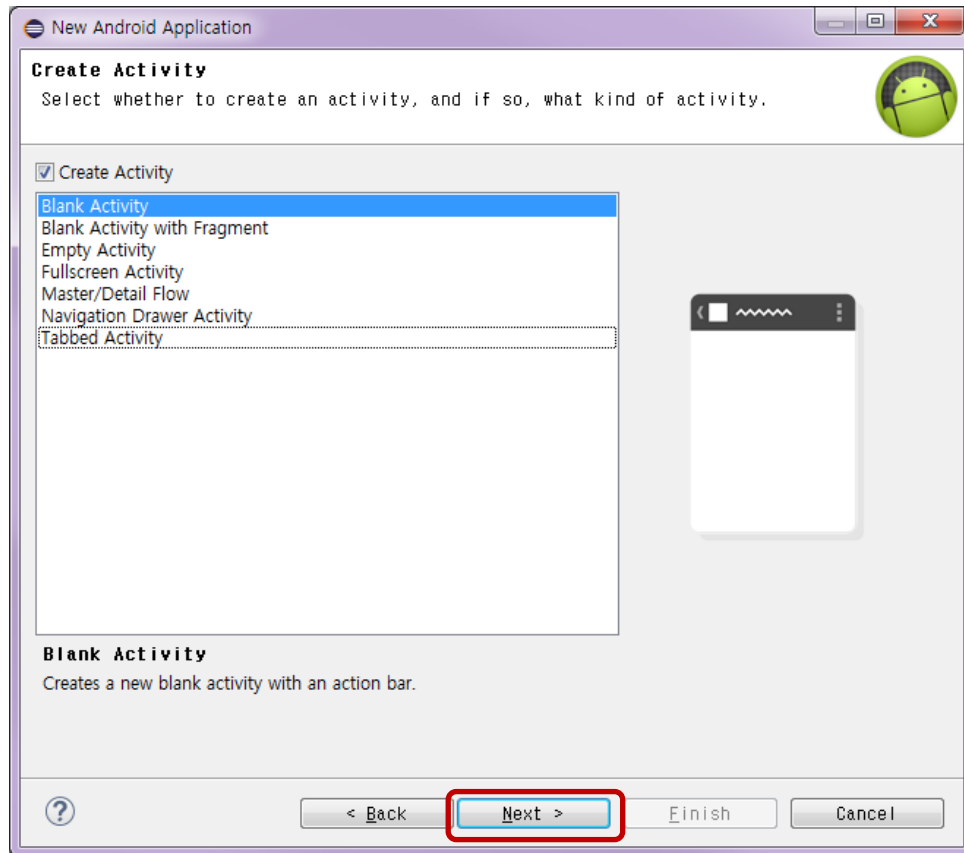 New Android Application
Create Activity
Select whether to create an activity, and if so, what kind of activity.
Create Activity
Blank Activity
Blank Activity with Fragment
Empty Activity
Fullscreen Activity
Master/Detail Flow
Navigation Drawer Activity
Tabbed Activity
Blank Activity
Creates a new blank activity with an action bar.
< Back Next > Finish Cancel